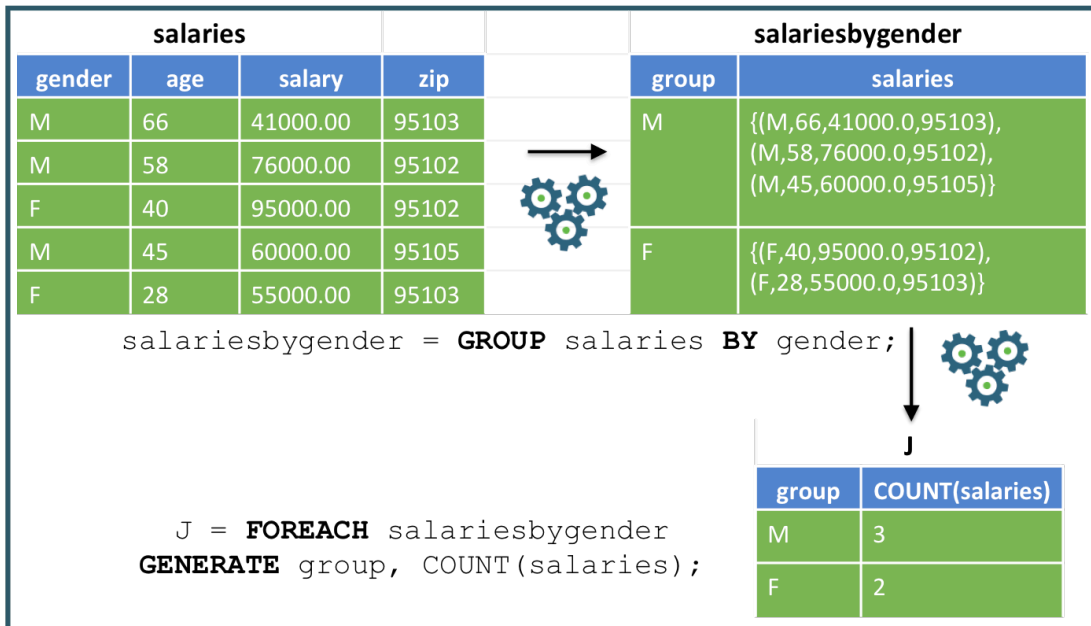 salaries
gender age salary zip
M 66 41000.00 95103
M 58 76000.00 95102
F 40 95000.00 95102
M 45 60000.00 95105
F 28 55000.00 95103
salariesbygender
group salaries
M {(M,66,41000.0,95103),
(M,58,76000.0,95102),
(M,45,60000.0,95105)}
F {(F,40,95000.0,95102),
(F,28,55000.0,95103)}
salariesbygender = GROUP salaries BY gender;
J = FOREACH salariesbygender
GENERATE group, COUNT(salaries);
J
group COUNT(salaries)
M 3
F 2